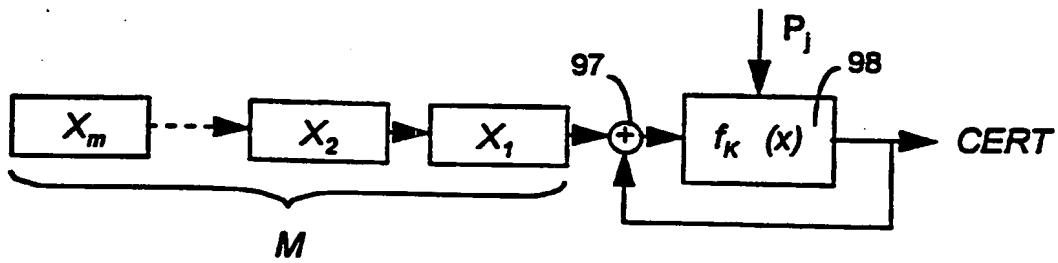 P_j
97
98
X_m
X_2
X_1
+
f_K (x)
CERT
M